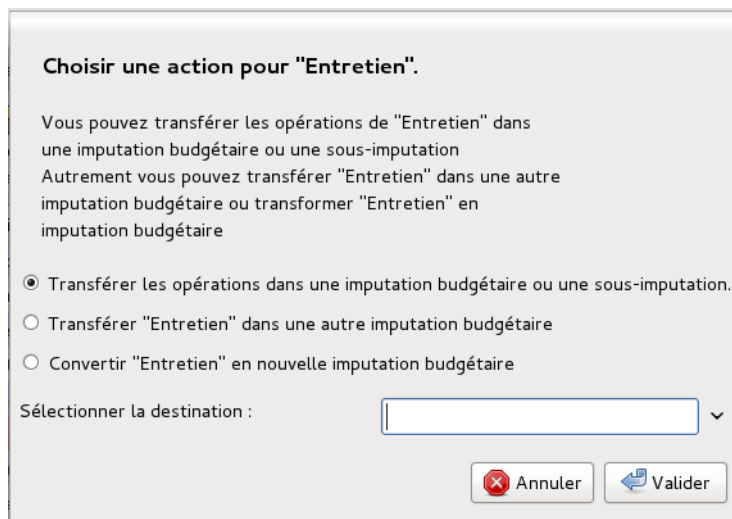 Choisir une action pour "Entretien".
Vous pouvez transférer les opérations de "Entretien" dans
une imputation budgétaire ou une sous-imputation
Autrement vous pouvez transférer "Entretien" dans une autre
imputation budgétaire ou transformer "Entretien" en
imputation budgétaire
Transférer les opérations dans une imputation budgétaire ou une sous-imputation.
Transférer "Entretien" dans une autre imputation budgétaire
Convertir "Entretien" en nouvelle imputation budgétaire
Sélectionner la destination :
Annuler
Valider